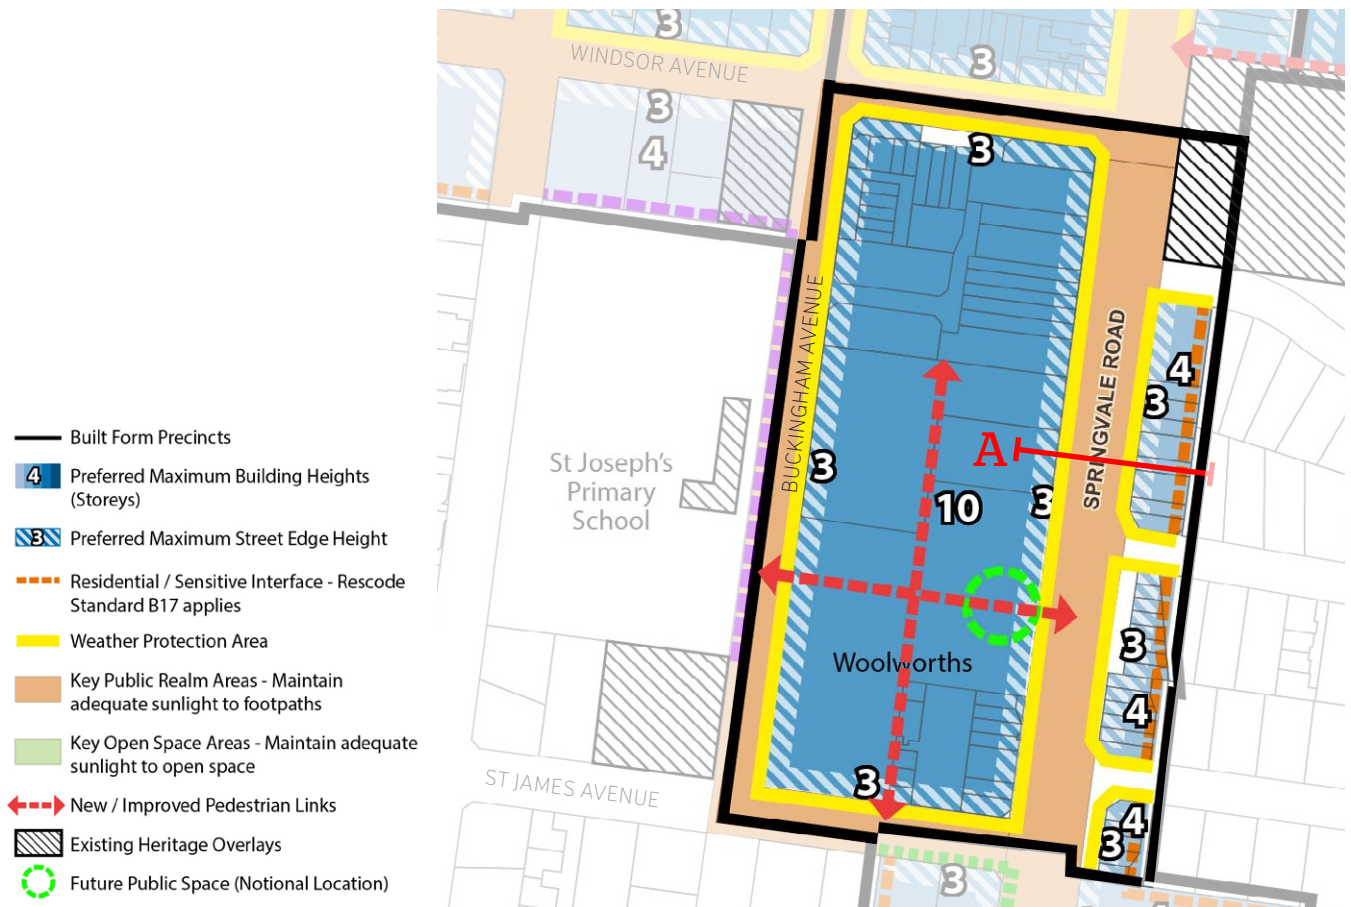 Built Form Precincts
4
Preferred Maximum Building Heights
(Storeys)
3
Preferred Maximum Street Edge Height
Residential / Sensitive Interface - Rescode
Standard B17 applies
Weather Protection Area
Key Public Realm Areas - Maintain
adequate sunlight to footpaths
Key Open Space Areas - Maintain adequate
sunlight to open space
New / Improved Pedestrian Links
Existing Heritage Overlays
Future Public Space (Notional Location)
3
3
WINDSOR AVENUE
3
4
3
BUCKINGHAM AVENUE
SPRINGVALE ROAD
4
3
A
St Joseph's
Primary
School
3
10
3
Woolworths
3
4
ST JAMES AVENUE
3
4
3
3